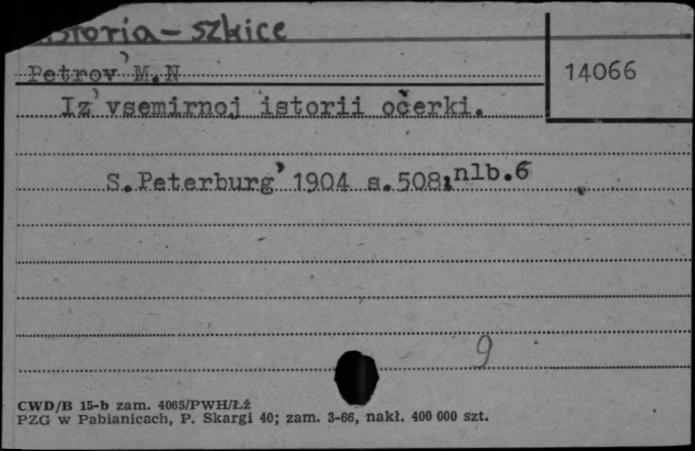 Historia - szkice
Petrov' M.N
14066
Iz' vsemirnoj istorii očerki.
S. Peterburg' 1904 s.508; nlb.6
9
CWD/B 15-b zam. 4065/PWH/Łź
PZG w Pabianicach, P. Skargi 40; zam. 3-66, nakł. 400 000 szt.